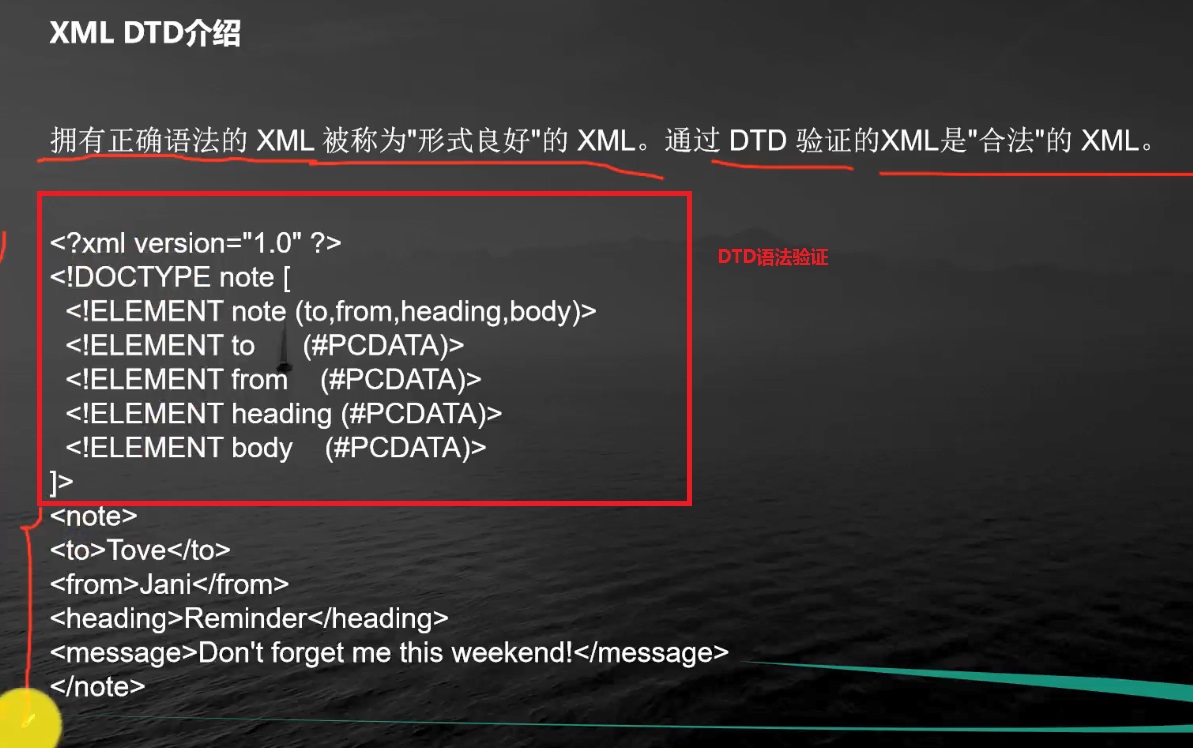 XML DTD介绍
拥有正确语法的 XML 被称为"形式良好"的 XML。通过 DTD 验证的XML是"合法"的 XML。
<?xml version="1.0" ?>
<!DOCTYPE note [
<!ELEMENT note (to,from,heading,body)>
DTD语法验证
<!ELEMENT to (#PCDATA)>
<!ELEMENT from (#PCDATA)>
<!ELEMENT heading (#PCDATA)>
<!ELEMENT body (#PCDATA)>
]>
<note>
<to>Tove</to>
<from>Jani</from>
<heading>Reminder</heading>
<message>Don't forget me this weekend!</message>
</note>